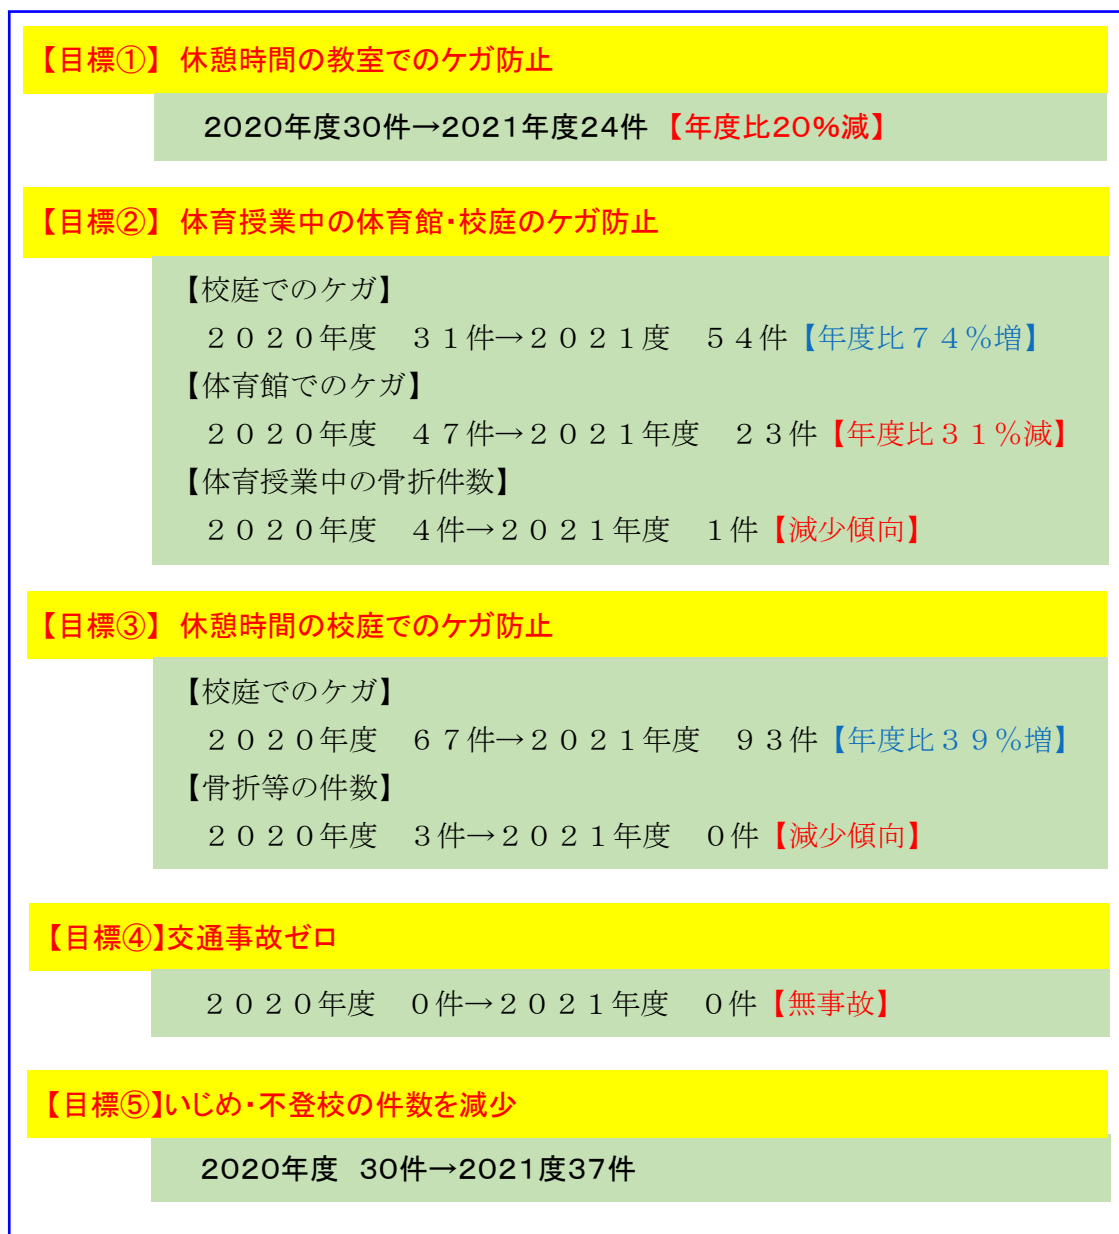 【目標①】 休憩時間の教室でのケガ防止
2020年度30件→2021年度24件 【年度比20%減】
【目標②】 体育授業中の体育館・校庭のケガ防止
【校庭でのケガ】
２０２０年度　３１件→２０２１度　５４件【年度比７４％増】
【体育館でのケガ】
２０２０年度　４７件→２０２１年度　２３件【年度比３１％減】
【体育授業中の骨折件数】
２０２０年度　４件→２０２１年度　１件【減少傾向】
【目標③】 休憩時間の校庭でのケガ防止
【校庭でのケガ】
２０２０年度　６７件→２０２１年度　９３件【年度比３９％増】
【骨折等の件数】
２０２０年度　３件→２０２１年度　０件【減少傾向】
【目標④】交通事故ゼロ
２０２０年度　０件→２０２１年度　０件【無事故】
【目標⑤】いじめ・不登校の件数を減少
2020年度　30件→2021度37件